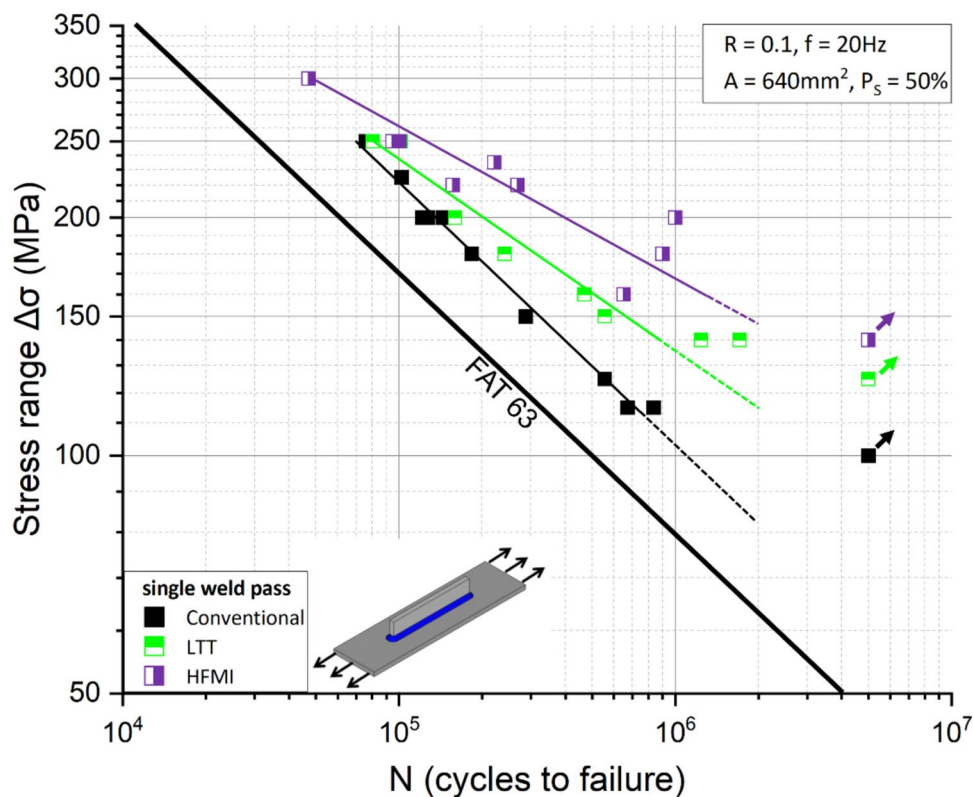 350
300
250
200
150
100
50
Stress range Δσ (MPa)
R = 0.1, f = 20Hz
A = 640mm², Pₛ = 50%
FAT 63
single weld pass
Conventional
LTT
HFMI
10⁴ 10⁵ 10⁶ 10⁷
N (cycles to failure)